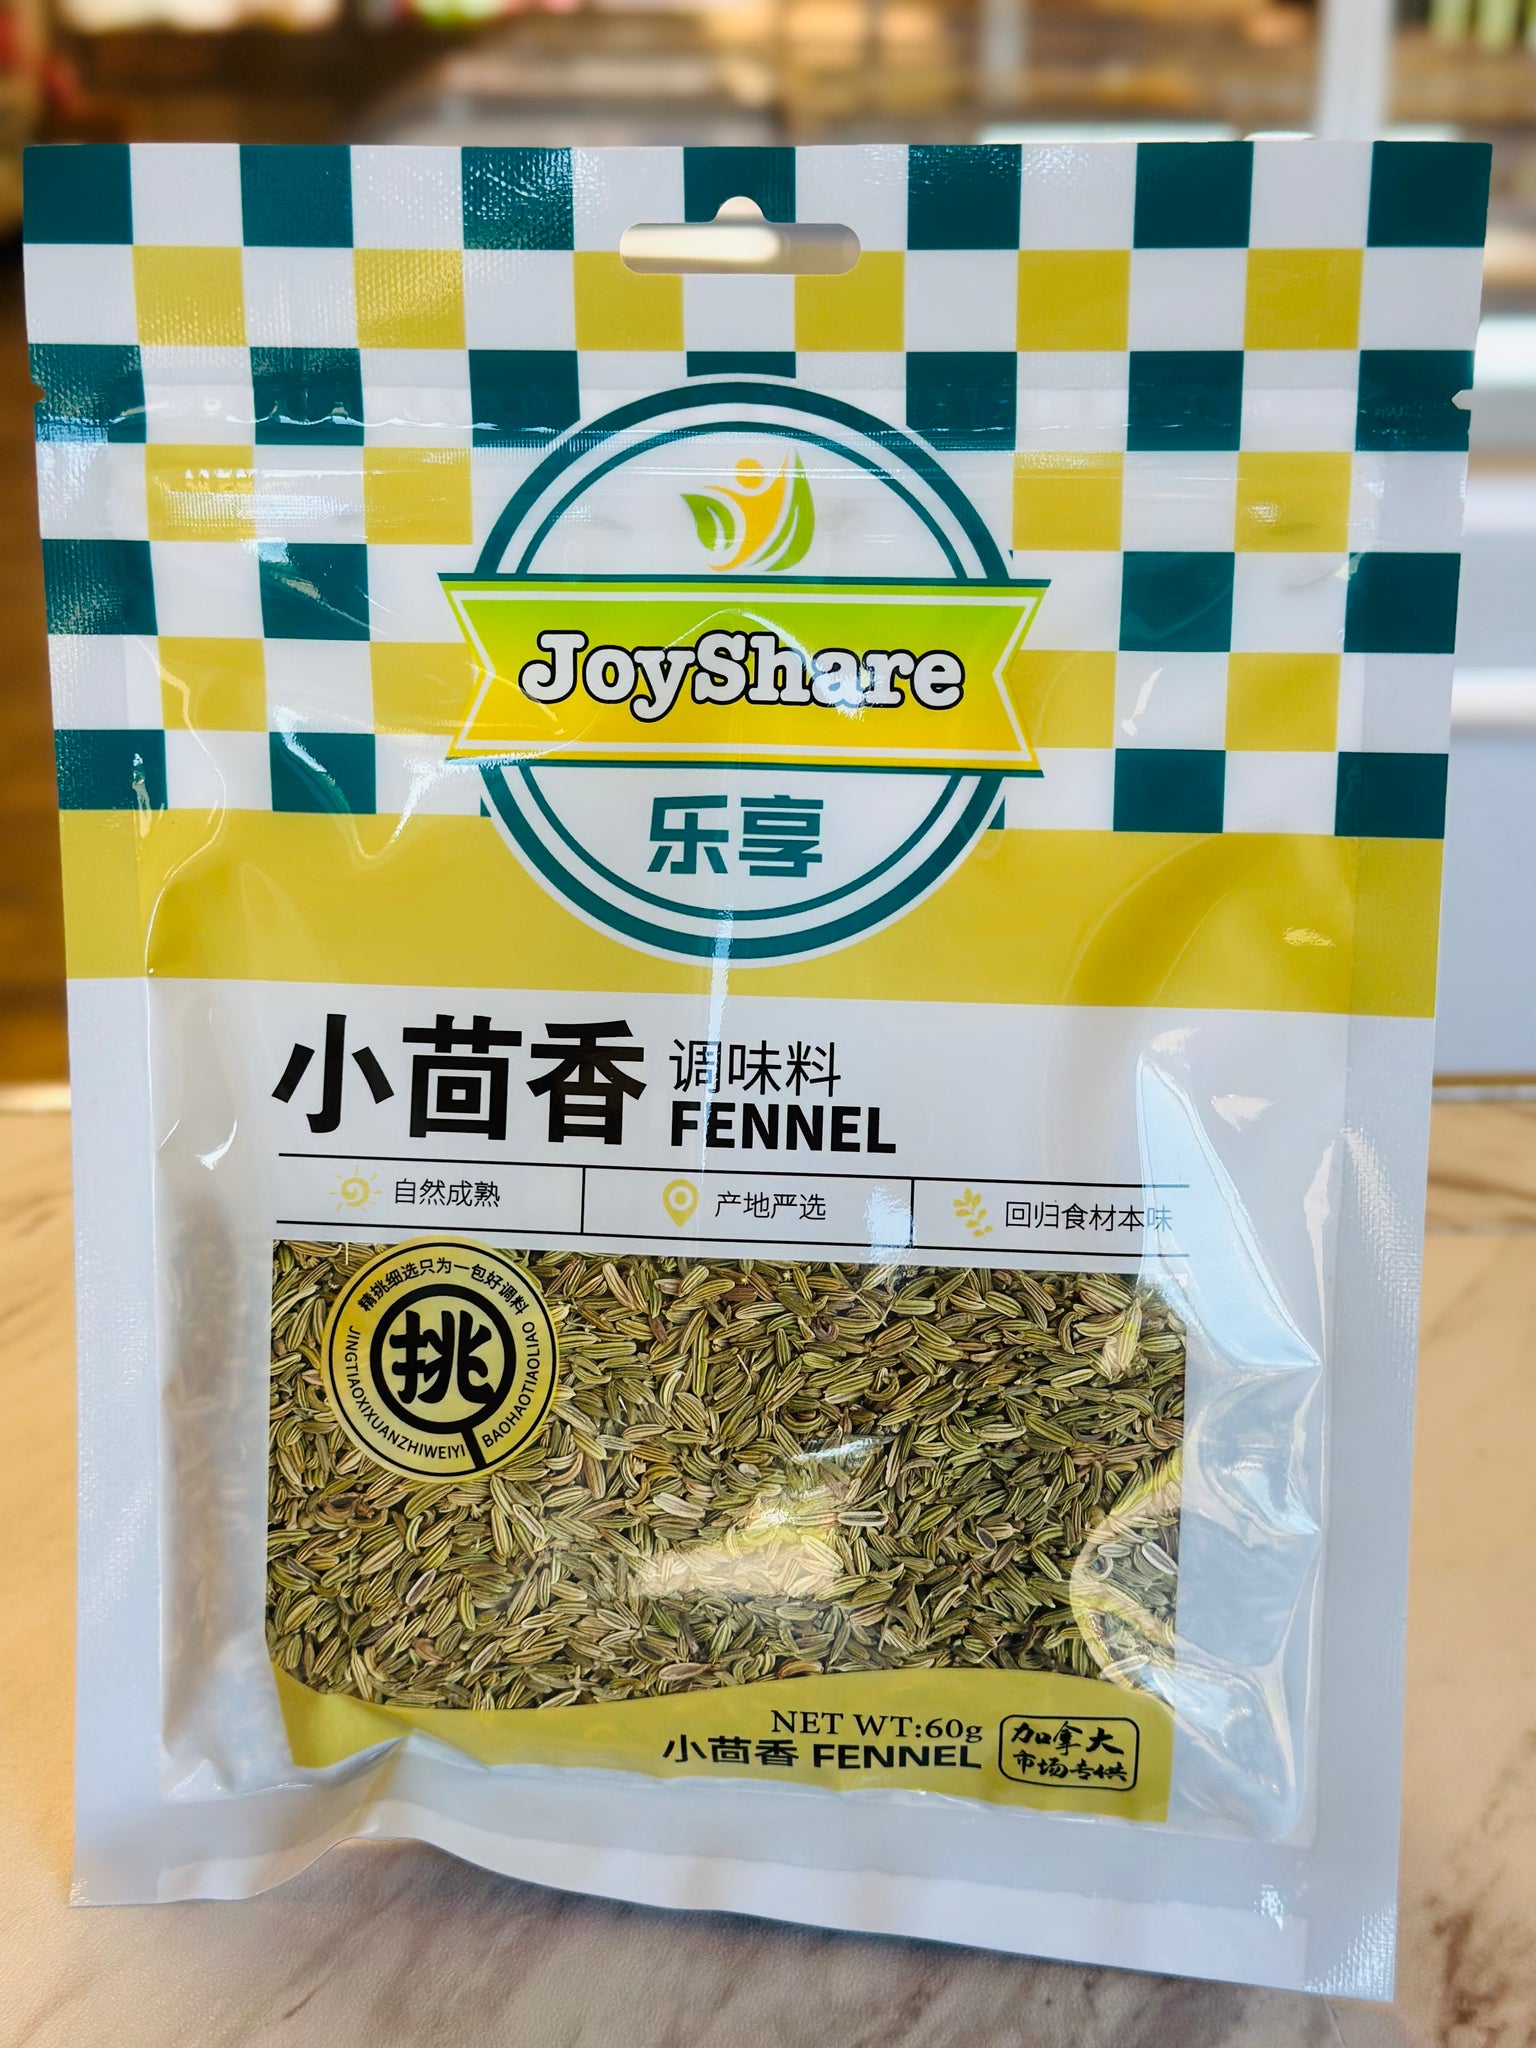 JoyShare
乐享
小茴香
调味料
FENNEL
自然成熟
产地严选
回归食材本味
精挑细选只为一包好调料
挑
JINGTIAOXIXUANZHIWEIYI BAOHAOTIAOLIAO
NET WT:60g
小茴香 FENNEL
加拿大
市场专供